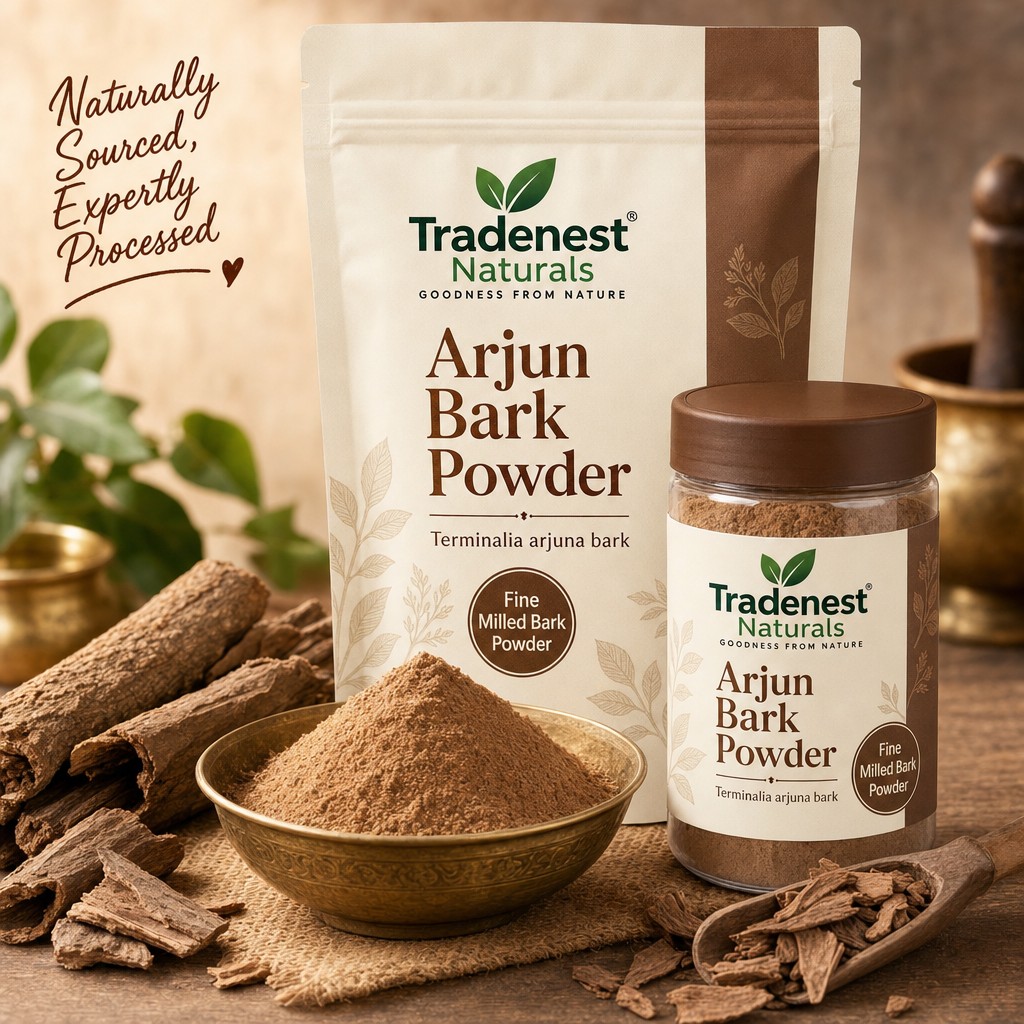 Naturally
Sourced,
Expertly
Processed
Tradenest®
Naturals
GOODNESS FROM NATURE
Arjun
Bark
Powder
Terminalia arjuna bark
Fine
Milled Bark
Powder
Tradenest®
Naturals
GOODNESS FROM NATURE
Arjun
Bark
Powder
Terminalia arjuna bark
Fine
Milled Bark
Powder